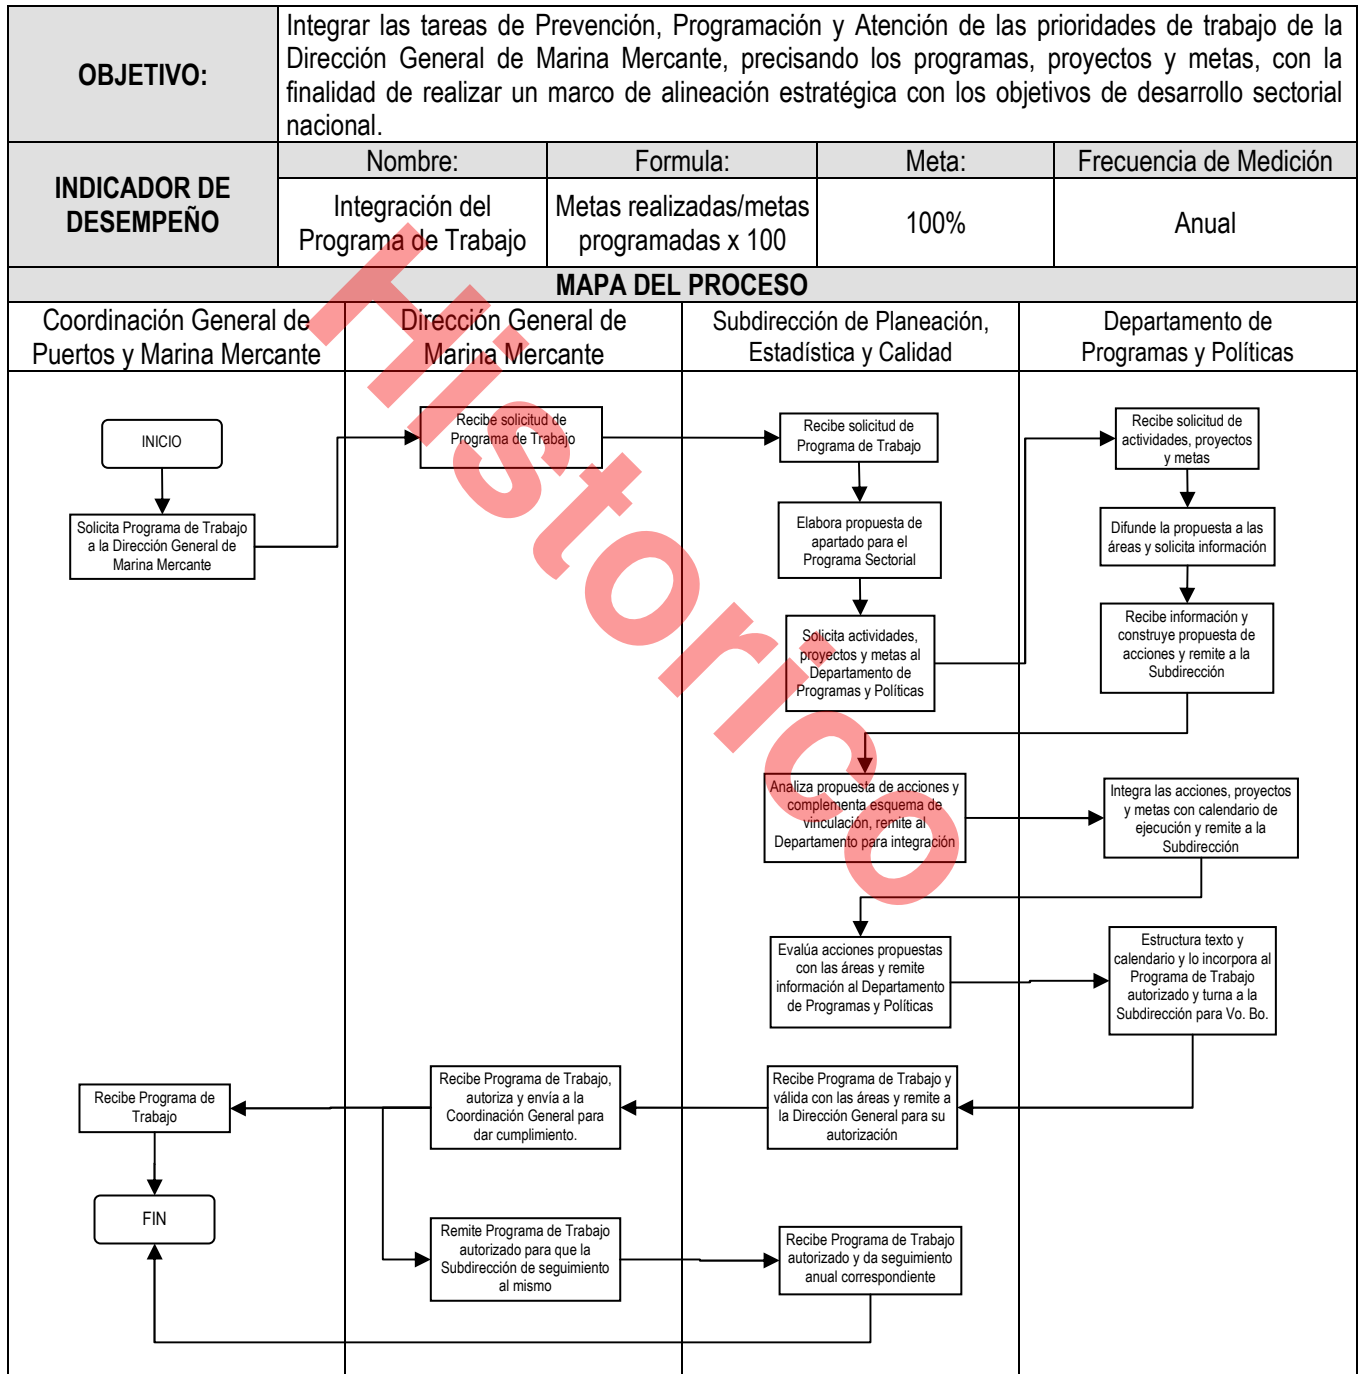 OBJETIVO:
Integrar las tareas de Prevención, Programación y Atención de las prioridades de trabajo de la
Dirección General de Marina Mercante, precisando los programas, proyectos y metas, con la
finalidad de realizar un marco de alineación estratégica con los objetivos de desarrollo sectorial
nacional.
INDICADOR DE
DESEMPEÑO
Nombre:
Formula:
Meta:
Frecuencia de Medición
Integración del
Programa de Trabajo
Metas realizadas/metas
programadas x 100
100%
Anual
MAPA DEL PROCESO
Coordinación General de
Puertos y Marina Mercante
Dirección General de
Marina Mercante
Subdirección de Planeación,
Estadística y Calidad
Departamento de
Programas y Políticas
INICIO
Solicita Programa de Trabajo
a la Dirección General de
Marina Mercante
Recibe solicitud de
Programa de Trabajo
Recibe solicitud de
Programa de Trabajo
Elabora propuesta de
apartado para el
Programa Sectorial
Solicita actividades,
proyectos y metas al
Departamento de
Programas y Políticas
Recibe solicitud de
actividades, proyectos
y metas
Difunde la propuesta a las
áreas y solicita información
Recibe información y
construye propuesta de
acciones y remite a la
Subdirección
Analiza propuesta de acciones y
complementa esquema de
vinculación, remite al
Departamento para integración
Integra las acciones, proyectos
y metas con calendario de
ejecución y remite a la
Subdirección
Evalúa acciones propuestas
con las áreas y remite
información al Departamento
de Programas y Políticas
Estructura texto y
calendario y lo incorpora al
Programa de Trabajo
autorizado y turna a la
Subdirección para Vo. Bo.
Recibe Programa de Trabajo y
válida con las áreas y remite a
la Dirección General para su
autorización
Recibe Programa de Trabajo,
autoriza y envía a la
Coordinación General para
dar cumplimiento.
Recibe Programa de
Trabajo
FIN
Remite Programa de Trabajo
autorizado para que la
Subdirección de seguimiento
al mismo
Recibe Programa de Trabajo
autorizado y da seguimiento
anual correspondiente
Historico